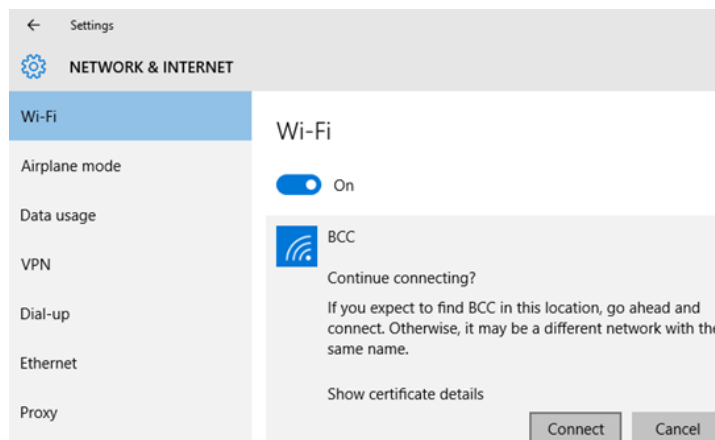 Settings
NETWORK & INTERNET
Wi-Fi
Airplane mode
Data usage
VPN
Dial-up
Ethernet
Proxy
Wi-Fi
On
BCC
Continue connecting?
If you expect to find BCC in this location, go ahead and
connect. Otherwise, it may be a different network with the
same name.
Show certificate details
Connect
Cancel